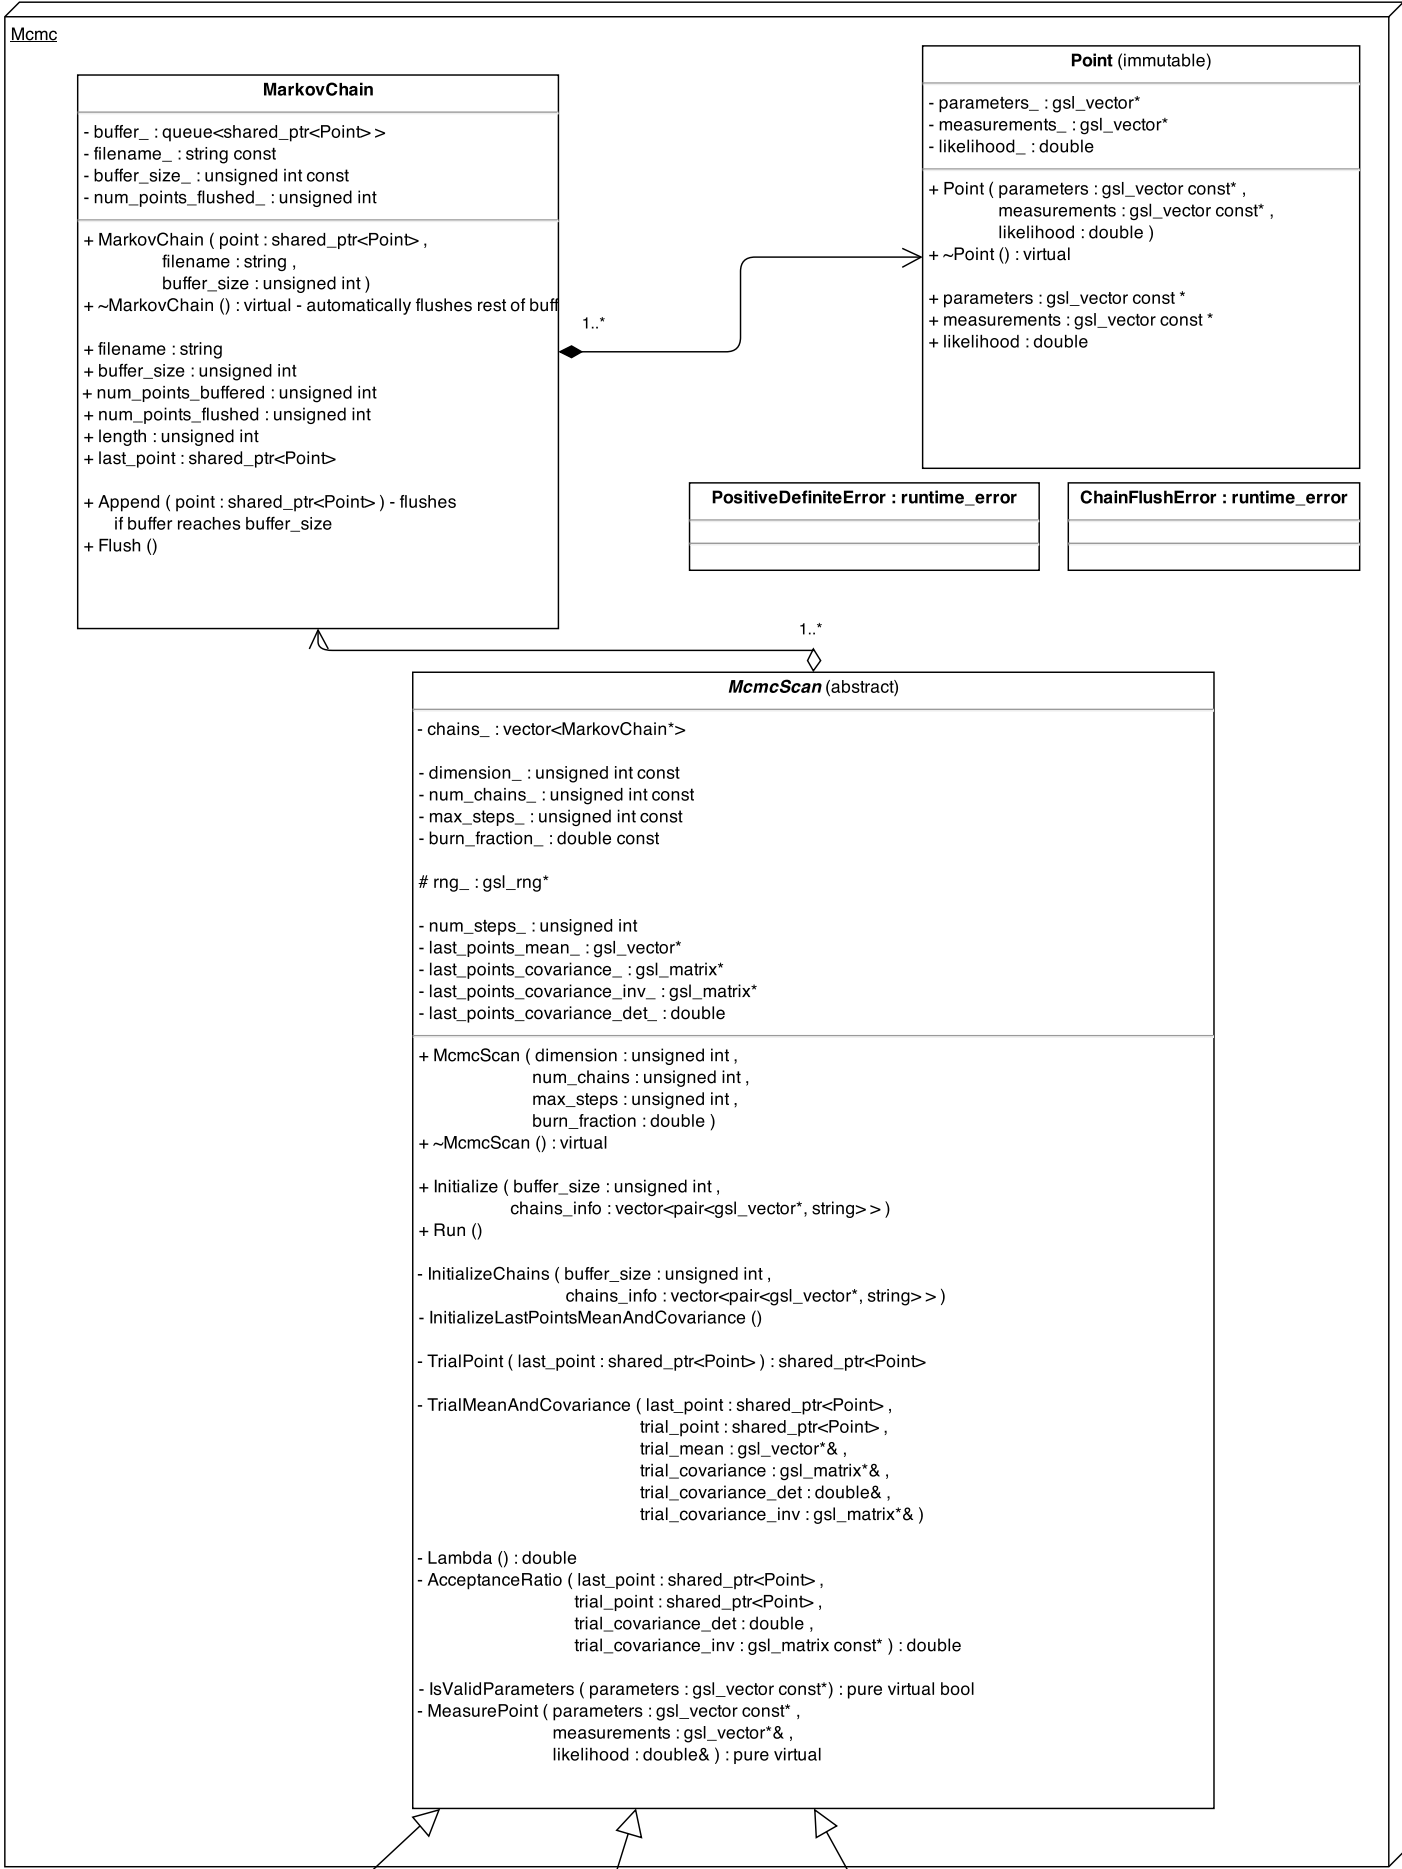 Mcmc
MarkovChain
- buffer_ : queue<shared_ptr<Point> >
- filename_ : string const
- buffer_size_ : unsigned int const
- num_points_flushed_ : unsigned int
+ MarkovChain ( point : shared_ptr<Point> ,
filename : string ,
buffer_size : unsigned int )
+ ~MarkovChain () : virtual - automatically flushes rest of buff
+ filename : string
+ buffer_size : unsigned int
+ num_points_buffered : unsigned int
+ num_points_flushed : unsigned int
+ length : unsigned int
+ last_point : shared_ptr<Point>
+ Append ( point : shared_ptr<Point> ) - flushes
if buffer reaches buffer_size
+ Flush ()
1..*
Point (immutable)
- parameters_ : gsl_vector*
- measurements_ : gsl_vector*
- likelihood_ : double
+ Point ( parameters : gsl_vector const* ,
measurements : gsl_vector const* ,
likelihood : double )
+ ~Point () : virtual
+ parameters : gsl_vector const *
+ measurements : gsl_vector const *
+ likelihood : double
PositiveDefiniteError : runtime_error
ChainFlushError : runtime_error
1..*
McmcScan (abstract)
- chains_ : vector<MarkovChain*>
- dimension_ : unsigned int const
- num_chains_ : unsigned int const
- max_steps_ : unsigned int const
- burn_fraction_ : double const
# rng_ : gsl_rng*
- num_steps_ : unsigned int
- last_points_mean_ : gsl_vector*
- last_points_covariance_ : gsl_matrix*
- last_points_covariance_inv_ : gsl_matrix*
- last_points_covariance_det_ : double
+ McmcScan ( dimension : unsigned int ,
num_chains : unsigned int ,
max_steps : unsigned int ,
burn_fraction : double )
+ ~McmcScan () : virtual
+ Initialize ( buffer_size : unsigned int ,
chains_info : vector<pair<gsl_vector*, string> > )
+ Run ()
- InitializeChains ( buffer_size : unsigned int ,
chains_info : vector<pair<gsl_vector*, string> > )
- InitializeLastPointsMeanAndCovariance ()
- TrialPoint ( last_point : shared_ptr<Point> ) : shared_ptr<Point>
- TrialMeanAndCovariance ( last_point : shared_ptr<Point> ,
trial_point : shared_ptr<Point> ,
trial_mean : gsl_vector*& ,
trial_covariance : gsl_matrix*& ,
trial_covariance_det : double& ,
trial_covariance_inv : gsl_matrix*& )
- Lambda () : double
- AcceptanceRatio ( last_point : shared_ptr<Point> ,
trial_point : shared_ptr<Point> ,
trial_covariance_det : double ,
trial_covariance_inv : gsl_matrix const* ) : double
- IsValidParameters ( parameters : gsl_vector const*) : pure virtual bool
- MeasurePoint ( parameters : gsl_vector const* ,
measurements : gsl_vector*& ,
likelihood : double& ) : pure virtual